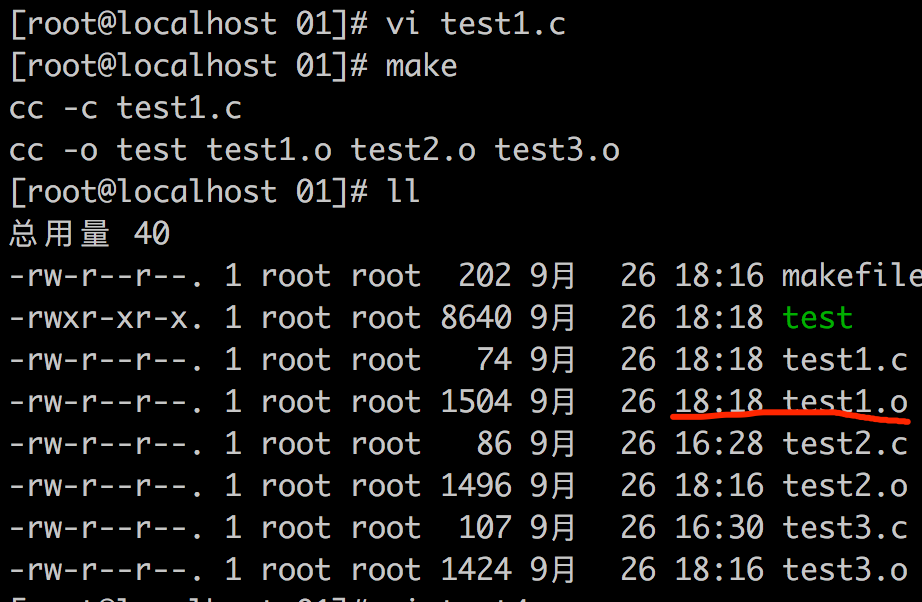 [root@localhost 01]# vi test1.c
[root@localhost 01]# make
cc -c test1.c
cc -o test test1.o test2.o test3.o
[root@localhost 01]# ll
总用量 40
-rw-r--r--. 1 root root  202 9月  26 18:16 makefile
-rwxr-xr-x. 1 root root 8640 9月  26 18:18 test
-rw-r--r--. 1 root root   74 9月  26 18:18 test1.c
-rw-r--r--. 1 root root 1504 9月  26 18:18 test1.o
-rw-r--r--. 1 root root   86 9月  26 16:28 test2.c
-rw-r--r--. 1 root root 1496 9月  26 18:16 test2.o
-rw-r--r--. 1 root root  107 9月  26 16:30 test3.c
-rw-r--r--. 1 root root 1424 9月  26 18:16 test3.o